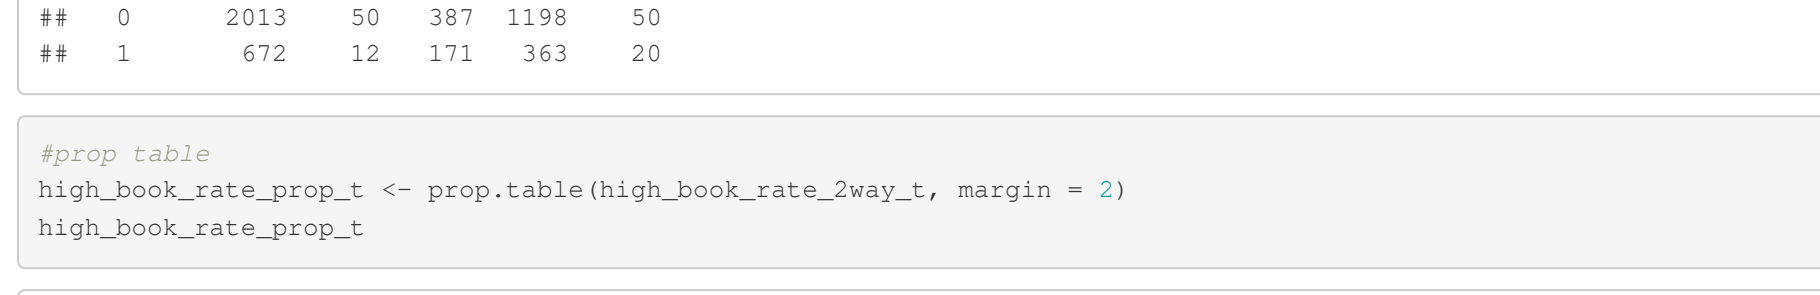 ##   0       2013    50   387  1198    50
##   1        672    12   171   363    20
#prop table
high_book_rate_prop_t <- prop.table(high_book_rate_2way_t, margin = 2)
high_book_rate_prop_t